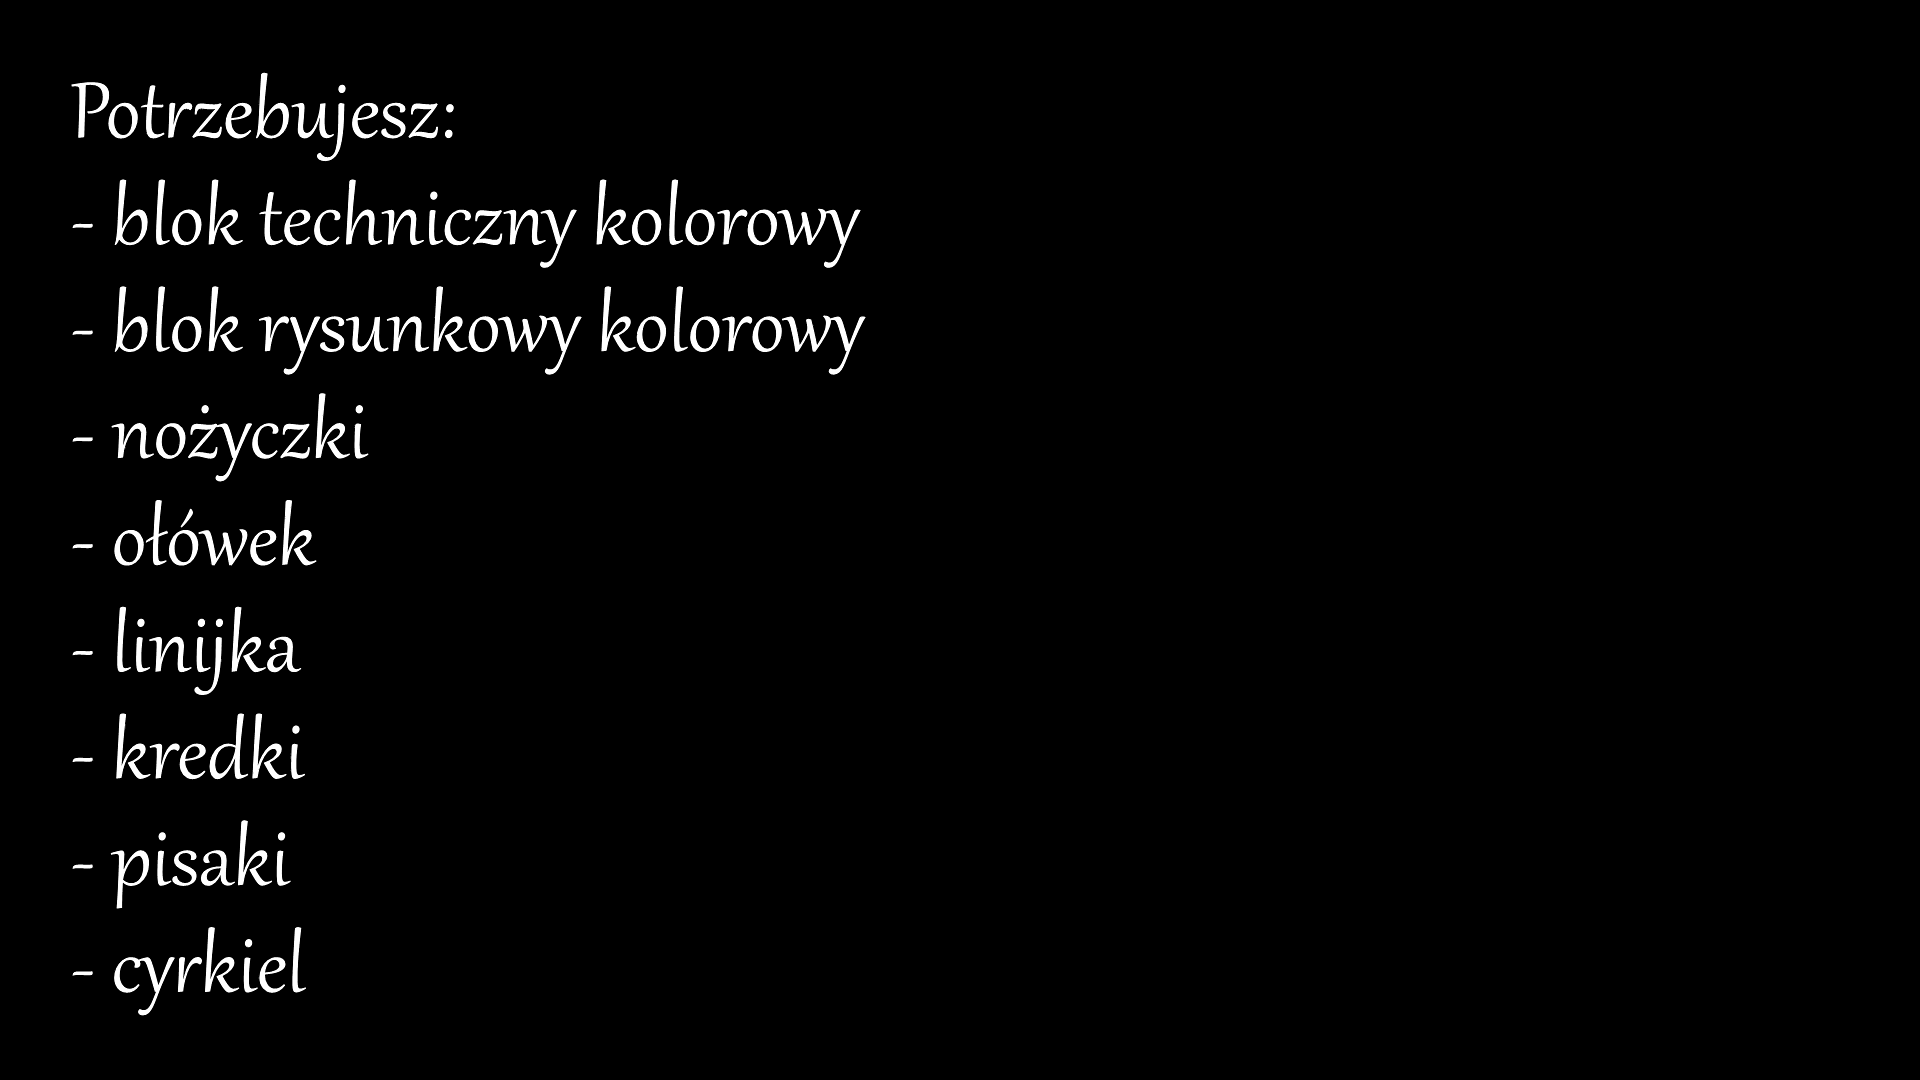 Potrzebujesz:
- blok techniczny kolorowy
- blok rysunkowy kolorowy
- nożyczki
- ołówek
- linijka
- kredki
- pisaki
- cyrkiel